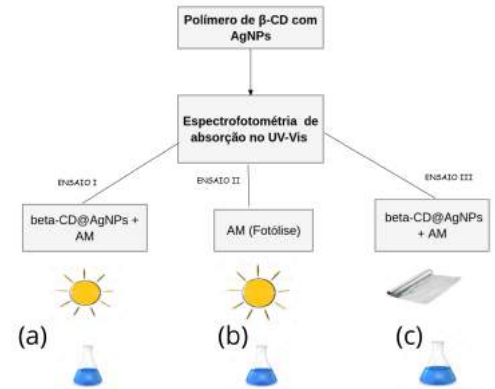 Polímero de β-CD com
AgNPs
Espectrofotométria de
absorção no UV-Vis
ENSAIO I
ENSAIO II
ENSAIO III
beta-CD@AgNPs +
AM
AM (Fotólise)
beta-CD@AgNPs
+ AM
(a)
(b)
(c)